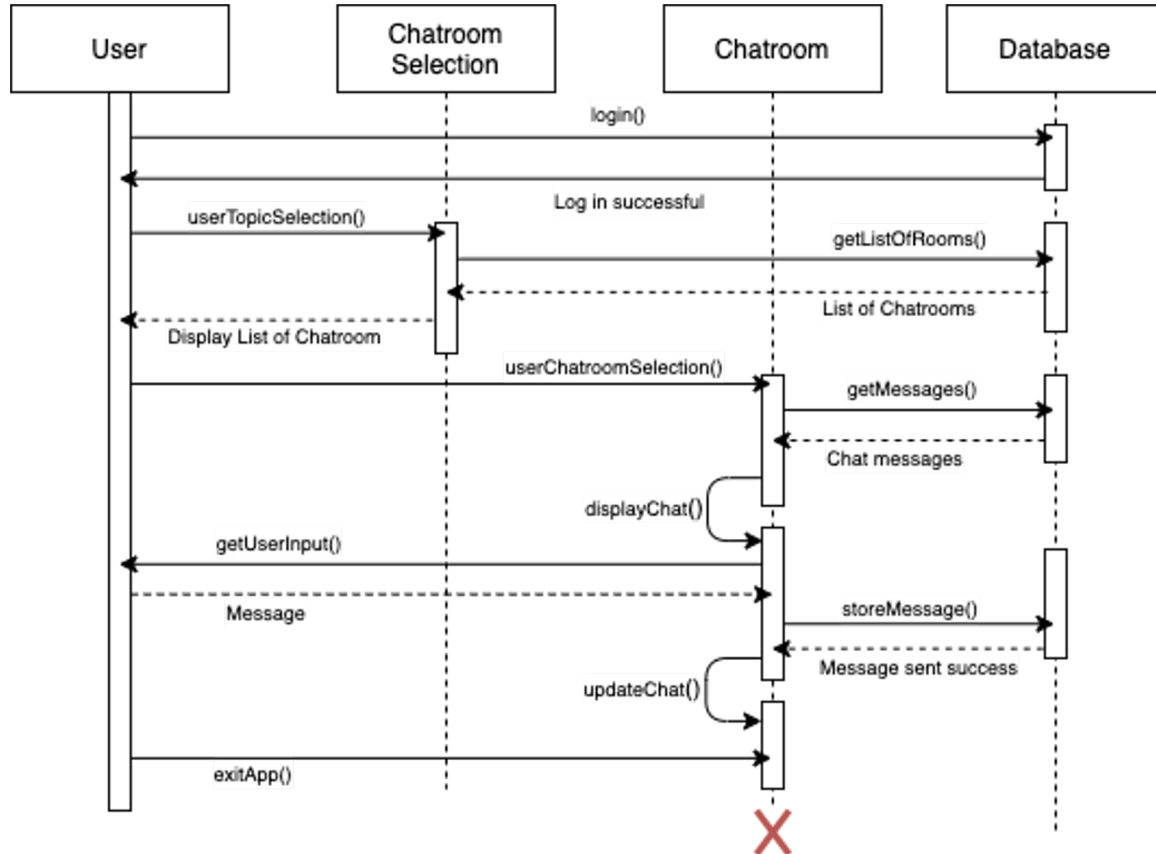 User
Chatroom
Selection
Chatroom
Database
login()
Log in successful
userTopicSelection()
getListOfRooms()
List of Chatrooms
Display List of Chatroom
userChatroomSelection()
getMessages()
Chat messages
displayChat()
getUserInput()
Message
storeMessage()
Message sent success
updateChat()
exitApp()